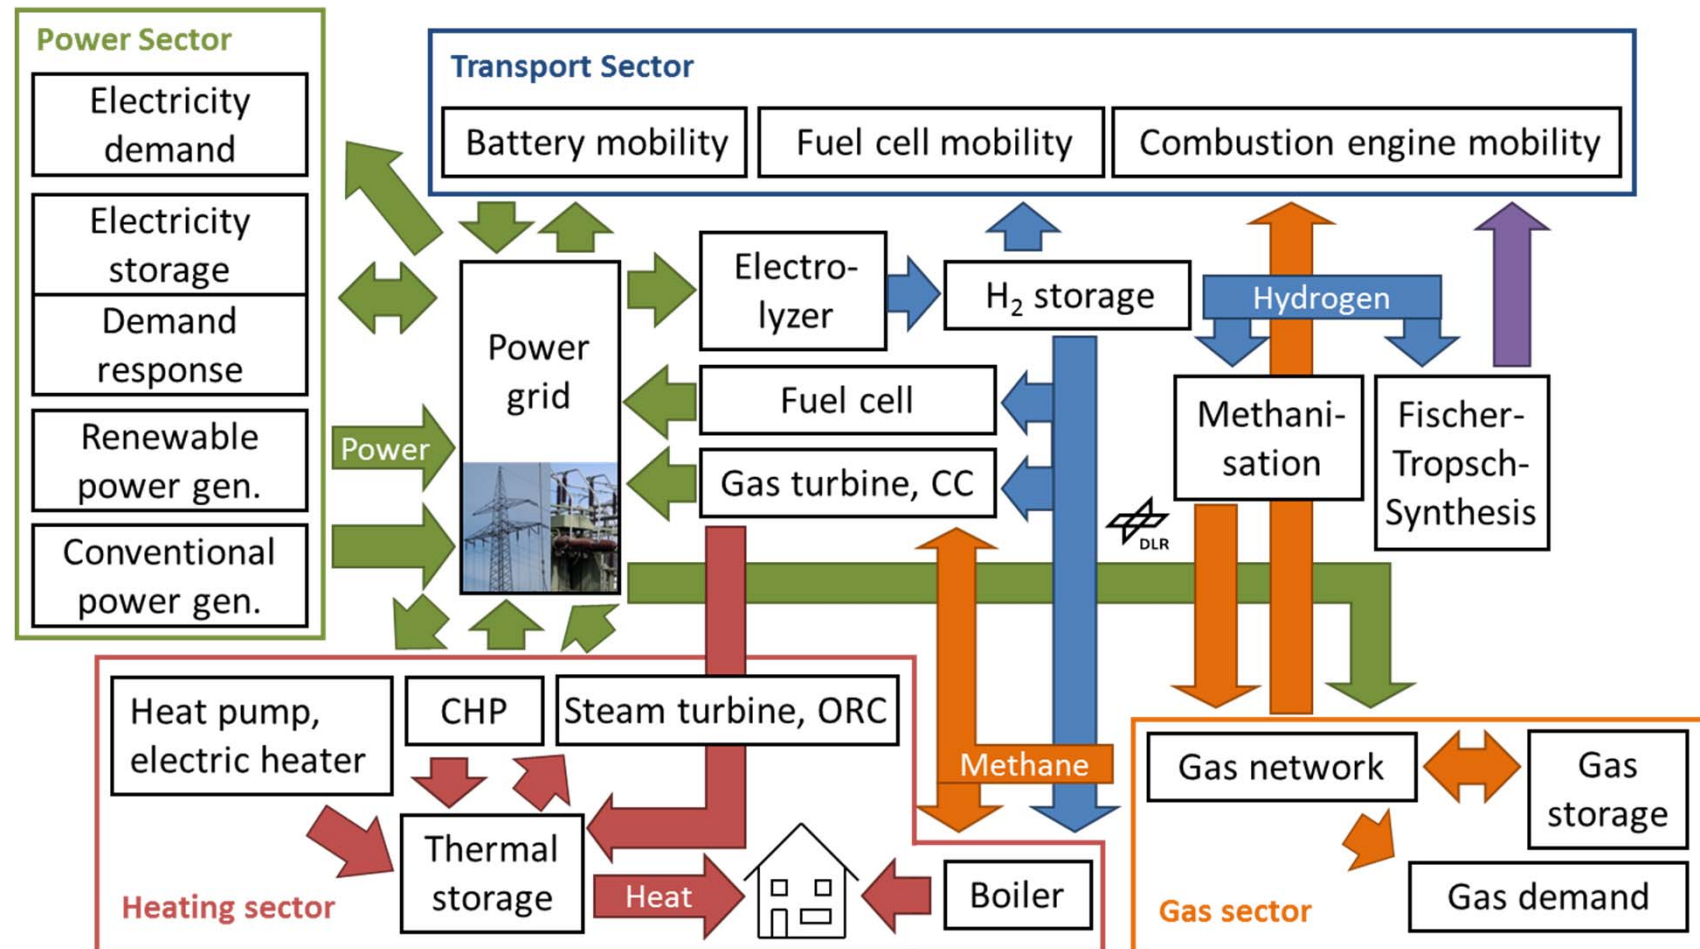 Power Sector
Electricity
demand
Electricity
storage
Demand
response
Renewable
power gen.
Conventional
power gen.
Transport Sector
Battery mobility
Fuel cell mobility
Combustion engine mobility
Power
Power
grid
Electro-
lyzer
H₂ storage
Hydrogen
Fuel cell
Gas turbine, CC
Methani-
sation
Fischer-
Tropsch-
Synthesis
DLR
Heat pump,
electric heater
CHP
Steam turbine, ORC
Thermal
storage
Heat
Heating sector
Boiler
Methane
Gas network
Gas
storage
Gas demand
Gas sector